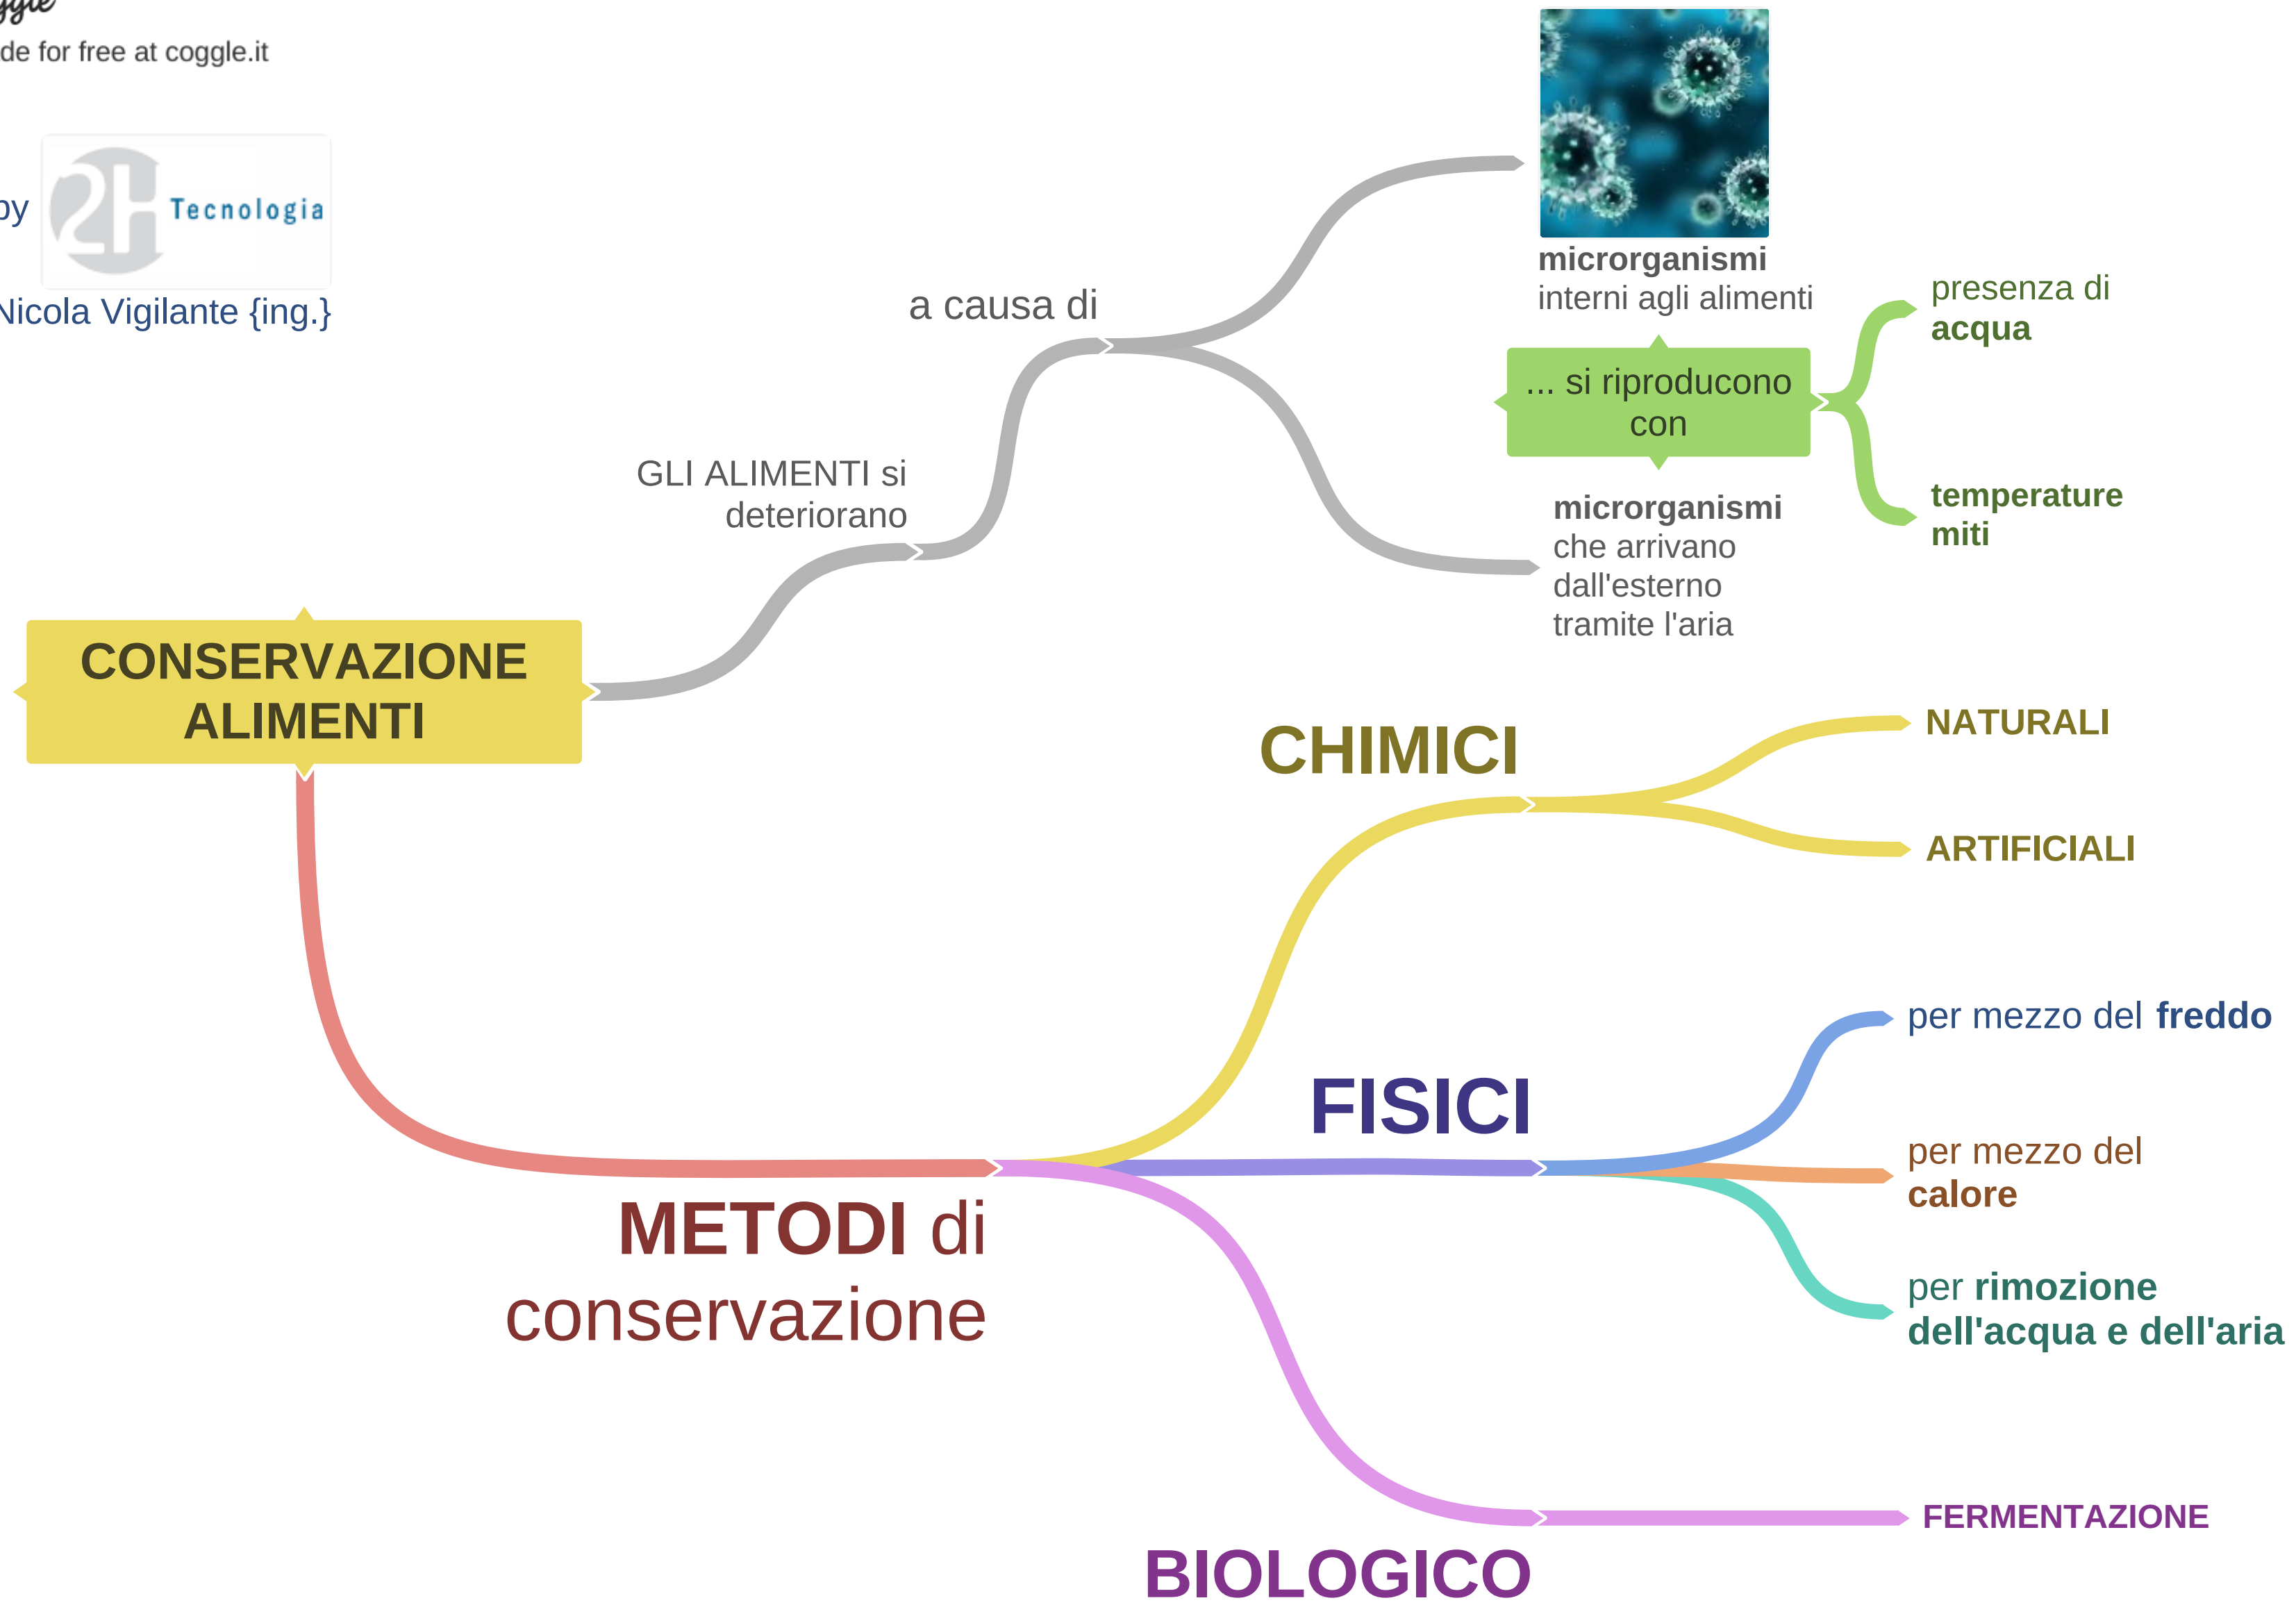 de for free at coggle.it
by
2H Tecnologia
Nicola Vigilante {ing.}
a causa di
microrganismi
interni agli alimenti
... si riproducono
con
presenza di
acqua
temperature
miti
microrganismi
che arrivano
dall'esterno
tramite l'aria
GLI ALIMENTI si
deteriorano
CONSERVAZIONE
ALIMENTI
CHIMICI
NATURALI
ARTIFICIALI
FISICI
per mezzo del freddo
per mezzo del
calore
per rimozione
dell'acqua e dell'aria
METODI di
conservazione
BIOLOGICO
FERMENTAZIONE